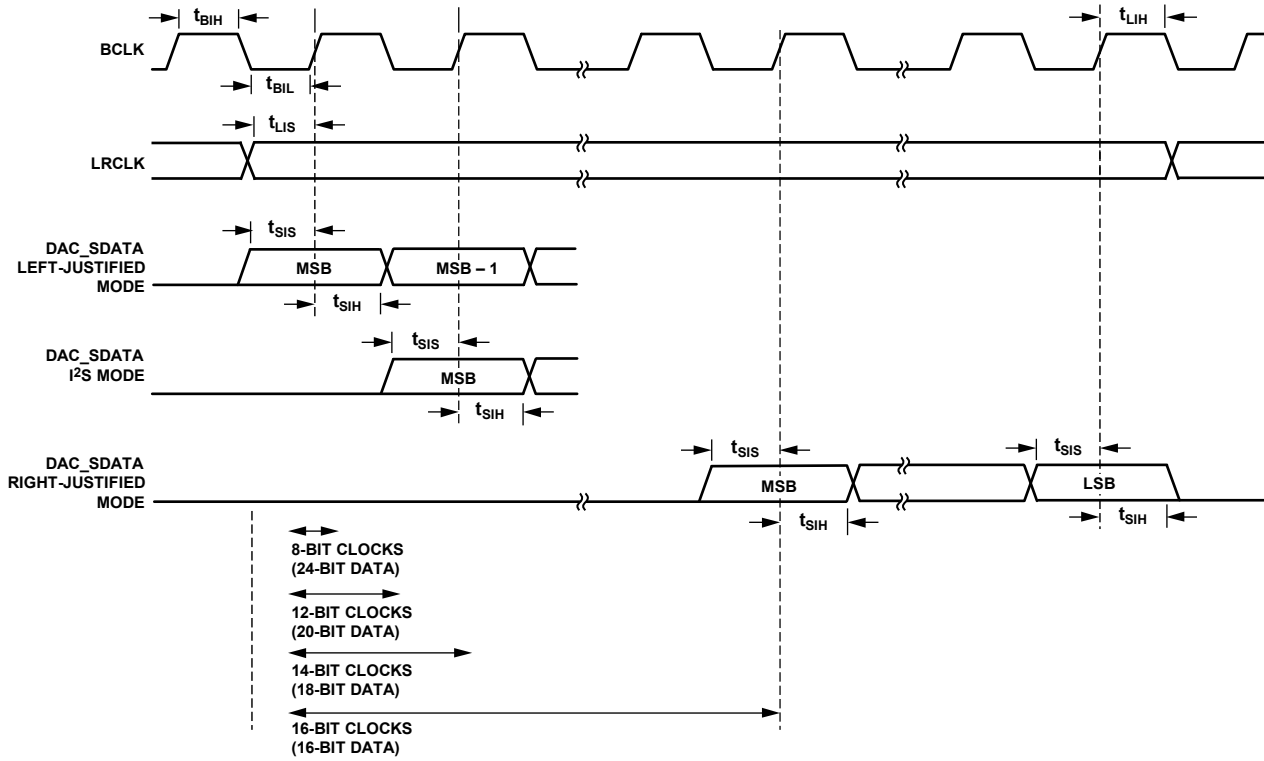 tBIH
tLIH
BCLK
tBIL
tLIS
LRCLK
tSIS
DAC_SDATA
LEFT-JUSTIFIED
MODE
MSB
MSB – 1
tSIH
tSIS
DAC_SDATA
I2S MODE
MSB
tSIH
DAC_SDATA
RIGHT-JUSTIFIED
MODE
tSIS
tSIS
MSB
LSB
tSIH
tSIH
8-BIT CLOCKS
(24-BIT DATA)
12-BIT CLOCKS
(20-BIT DATA)
14-BIT CLOCKS
(18-BIT DATA)
16-BIT CLOCKS
(16-BIT DATA)